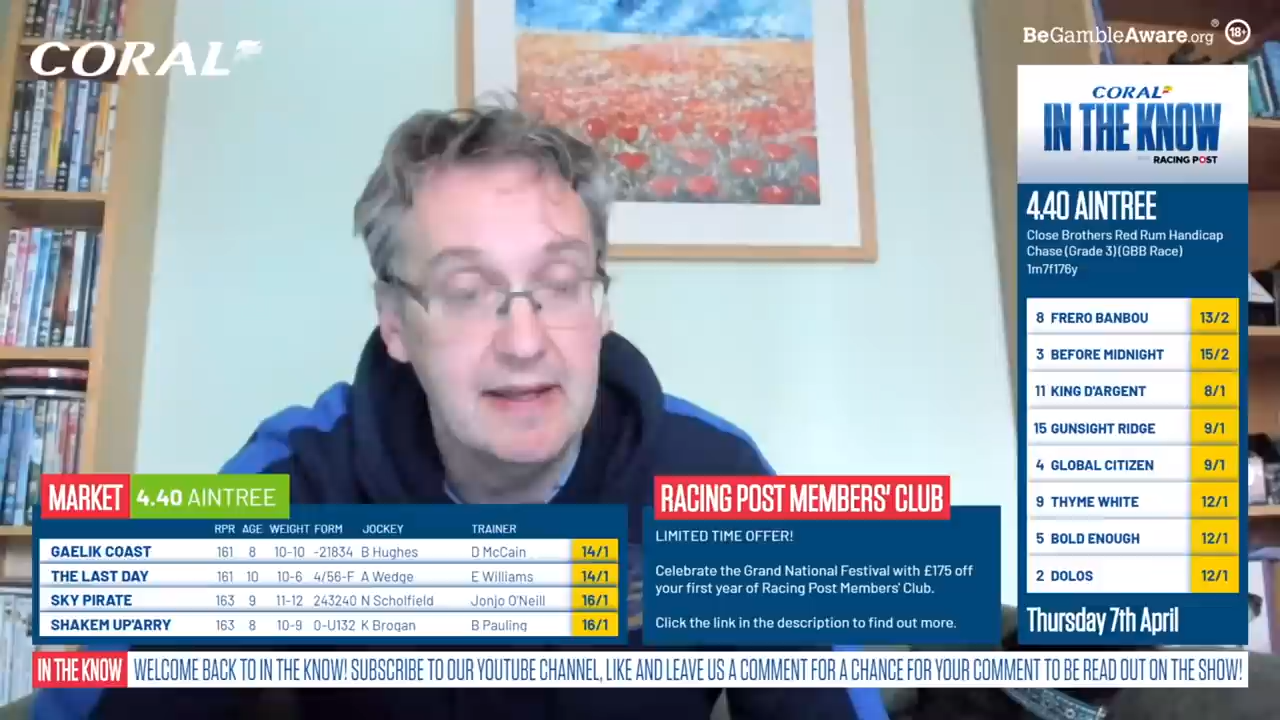 CORAL
BeGambleAware.org® 18+
CORAL
IN THE KNOW
WITH RACING POST
4.40 AINTREE
Close Brothers Red Rum Handicap
Chase (Grade 3) (GBB Race)
1m7f176y
8 FRERO BANBOU 13/2
3 BEFORE MIDNIGHT 15/2
11 KING D'ARGENT 8/1
15 GUNSIGHT RIDGE 9/1
4 GLOBAL CITIZEN 9/1
9 THYME WHITE 12/1
5 BOLD ENOUGH 12/1
2 DOLOS 12/1
Thursday 7th April
MARKET 4.40 AINTREE
RPR AGE WEIGHT FORM JOCKEY TRAINER
GAELIK COAST 161 8 10-10 -21834 B Hughes D McCain 14/1
THE LAST DAY 161 10 10-6 4/56-F A Wedge E Williams 14/1
SKY PIRATE 163 9 11-12 243240 N Scholfield Jonjo O'Neill 16/1
SHAKEM UP'ARRY 163 8 10-9 0-U132 K Brogan B Pauling 16/1
RACING POST MEMBERS' CLUB
LIMITED TIME OFFER!
Celebrate the Grand National Festival with £175 off
your first year of Racing Post Members' Club.
Click the link in the description to find out more.
IN THE KNOW WELCOME BACK TO IN THE KNOW! SUBSCRIBE TO OUR YOUTUBE CHANNEL, LIKE AND LEAVE US A COMMENT FOR A CHANCE FOR YOUR COMMENT TO BE READ OUT ON THE SHOW!